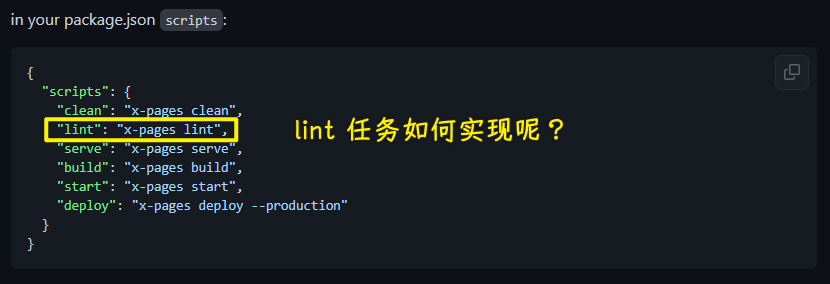 in your package.json scripts:
{
"scripts": {
"clean": "x-pages clean",
"lint": "x-pages lint",
"serve": "x-pages serve",
"build": "x-pages build",
"start": "x-pages start",
"deploy": "x-pages deploy --production"
}
}
lint 任务如何实现呢？